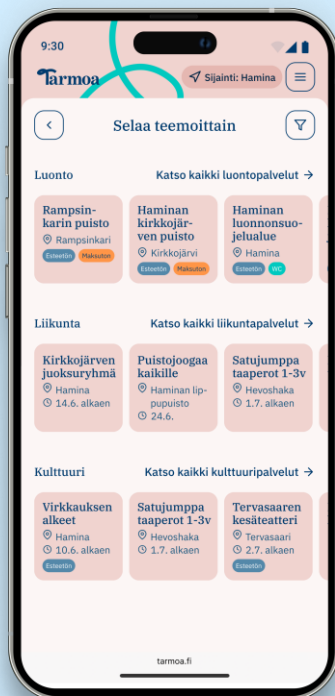 9:30
Tarmoa
Sijainti: Hamina
Selaa teemoittain
Luonto
Katso kaikki luontopalvelut →
Rampsin-
karin puisto
Rampsinkari
Esteetön
Maksuton
Haminan
kirkkojär-
ven puisto
Kirkkojärvi
Esteetön
Maksuton
Haminan
luonnonsuo-
jelualue
Hamina
Esteetön
WC
Liikunta
Katso kaikki liikuntapalvelut →
Kirkkojärven
juoksuryhmä
Hamina
14.6. alkaen
Puistojoogaa
kaikille
Haminan lip-
pupuisto
24.6.
Satujumppa
taaperot 1-3v
Hevoshaka
1.7. alkaen
Kulttuuri
Katso kaikki kulttuuripalvelut →
Virkkauksen
alkeet
Hamina
10.6. alkaen
Esteetön
Satujumppa
taaperot 1-3v
Hevoshaka
1.7. alkaen
Tervasaaren
kesäteatteri
Tervasaari
2.7. alkaen
Esteetön
tarmoa.fi